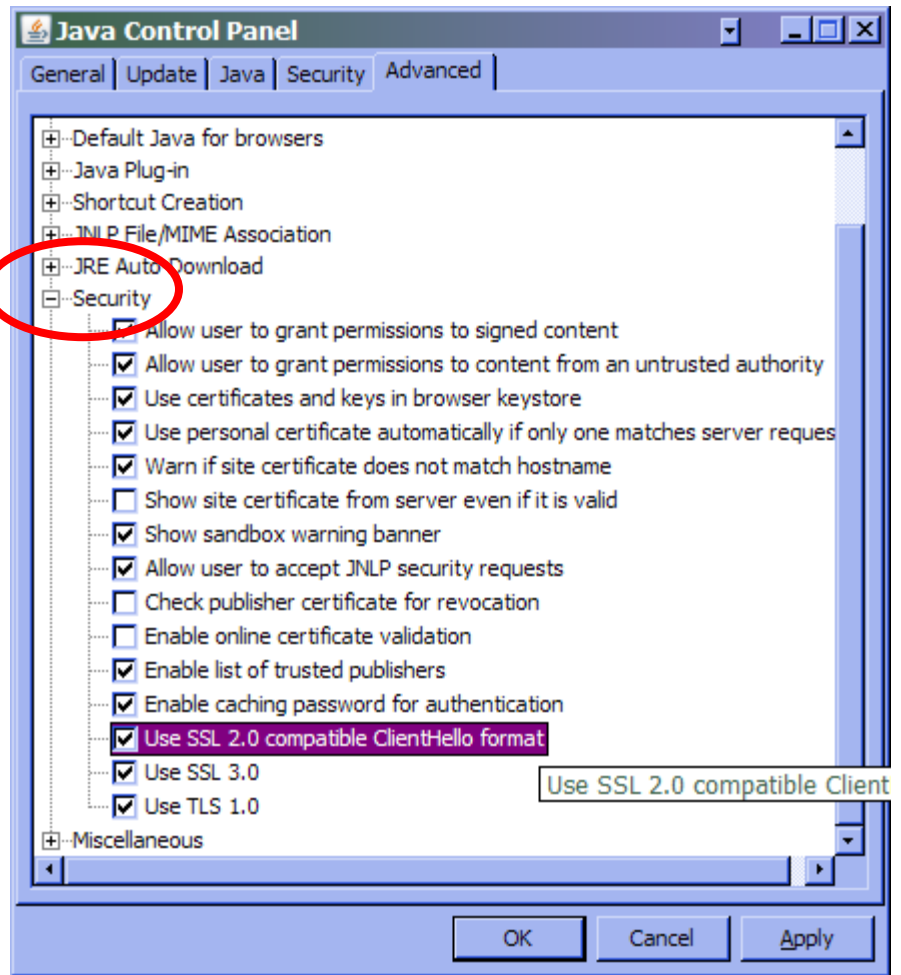 Java Control Panel
General Update Java Security Advanced
Default Java for browsers
Java Plug-in
Shortcut Creation
JNLP File/MIME Association
JRE Auto Download
Security
Allow user to grant permissions to signed content
Allow user to grant permissions to content from an untrusted authority
Use certificates and keys in browser keystore
Use personal certificate automatically if only one matches server reques
Warn if site certificate does not match hostname
Show site certificate from server even if it is valid
Show sandbox warning banner
Allow user to accept JNLP security requests
Check publisher certificate for revocation
Enable online certificate validation
Enable list of trusted publishers
Enable caching password for authentication
Use SSL 2.0 compatible ClientHello format
Use SSL 3.0
Use SSL 2.0 compatible Client
Use TLS 1.0
Miscellaneous
OK Cancel Apply